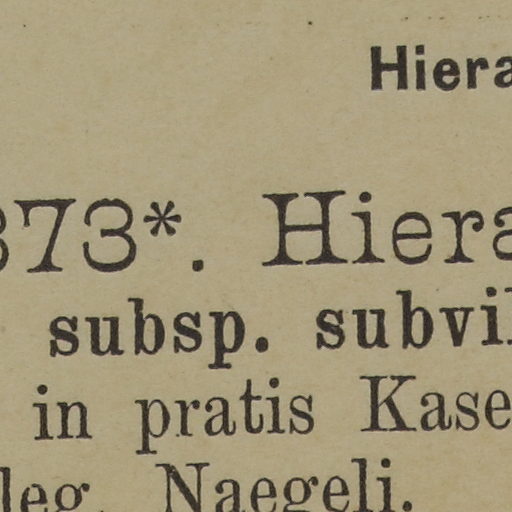 Hiera
373*. Hiera
subsp. subvil
in pratis Kase
leg. Naegeli.